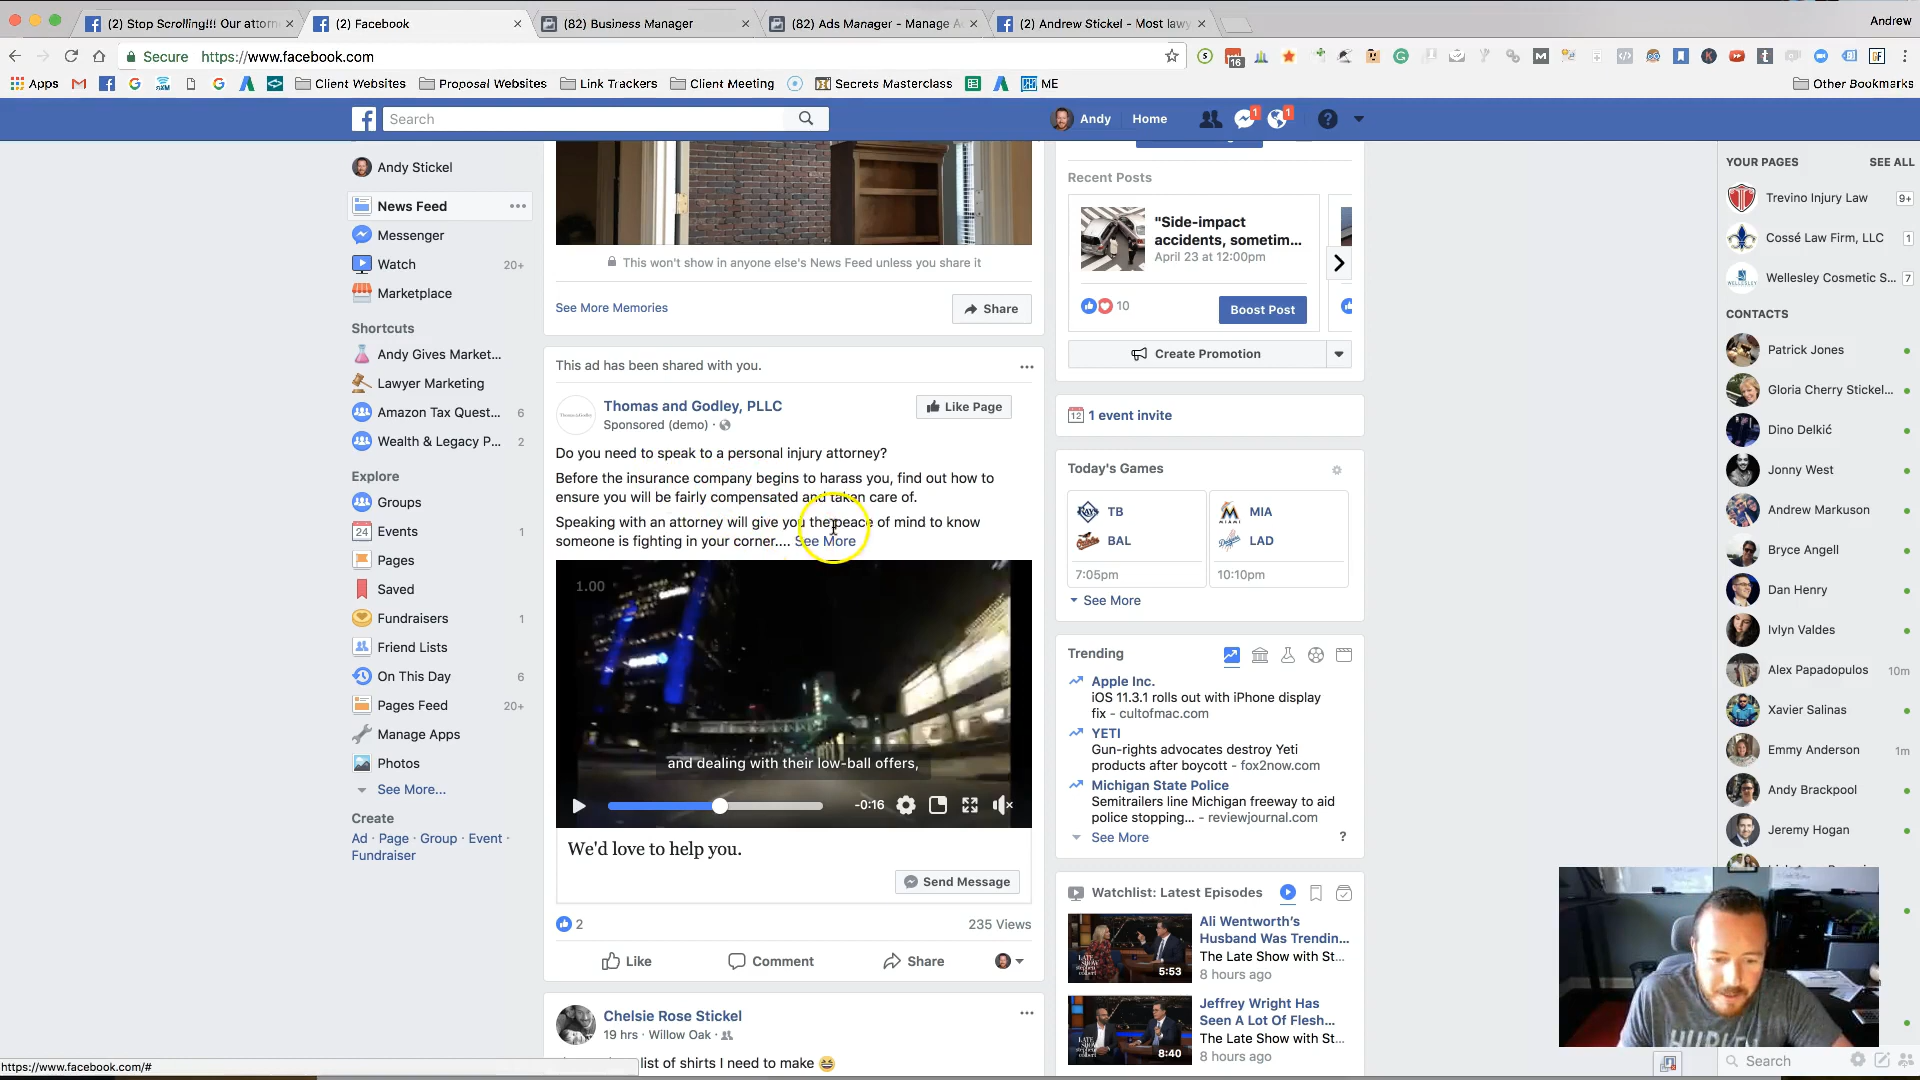 (2) Stop Scrolling!!! Our attorn
(2) Facebook
(82) Business Manager
(82) Ads Manager - Manage A
(2) Andrew Stickel - Most lawy
Andrew
Secure
https://www.facebook.com
16
Apps
Client Websites
Proposal Websites
Link Trackers
Client Meeting
Secrets Masterclass
ME
Other Bookmarks
Search
Andy
Home
1
1
Andy Stickel
News Feed
Messenger
Watch 20+
Marketplace
Shortcuts
Andy Gives Market...
Lawyer Marketing
Amazon Tax Quest... 6
Wealth & Legacy P... 2
Explore
Groups
Events 1
Pages
Saved
Fundraisers 1
Friend Lists
On This Day 6
Pages Feed 20+
Manage Apps
Photos
See More...
Create
Ad · Page · Group · Event ·
Fundraiser
This won't show in anyone else's News Feed unless you share it
See More Memories
Share
This ad has been shared with you.
Thomas and Godley, PLLC
Sponsored (demo) ·
Like Page
Do you need to speak to a personal injury attorney?
Before the insurance company begins to harass you, find out how to
ensure you will be fairly compensated and taken care of.
Speaking with an attorney will give you the peace of mind to know
someone is fighting in your corner.... See More
1.00
and dealing with their low-ball offers,
-0:16
We'd love to help you.
Send Message
2
235 Views
Like
Comment
Share
Chelsie Rose Stickel
19 hrs · Willow Oak ·
list of shirts I need to make
https://www.facebook.com/#
Recent Posts
"Side-impact
accidents, sometim...
April 23 at 12:00pm
10
Boost Post
Create Promotion
12
1 event invite
Today's Games
TB
BAL
7:05pm
MIA
LAD
10:10pm
See More
Trending
Apple Inc.
iOS 11.3.1 rolls out with iPhone display
fix - cultofmac.com
YETI
Gun-rights advocates destroy Yeti
products after boycott - fox2now.com
Michigan State Police
Semitrailers line Michigan freeway to aid
police stopping... - reviewjournal.com
See More
?
Watchlist: Latest Episodes
Ali Wentworth's
Husband Was Trendin...
The Late Show with St...
8 hours ago
5:53
Jeffrey Wright Has
Seen A Lot Of Flesh...
The Late Show with St...
8 hours ago
8:40
YOUR PAGES
SEE ALL
Trevino Injury Law 9+
Cossé Law Firm, LLC 1
Wellesley Cosmetic S... 7
CONTACTS
Patrick Jones
Gloria Cherry Stickel...
Dino Delkić
Jonny West
Andrew Markuson
Bryce Angell
Dan Henry
Ivlyn Valdes
Alex Papadopulos 10m
Xavier Salinas
Emmy Anderson 1m
Andy Brackpool
Jeremy Hogan
Search